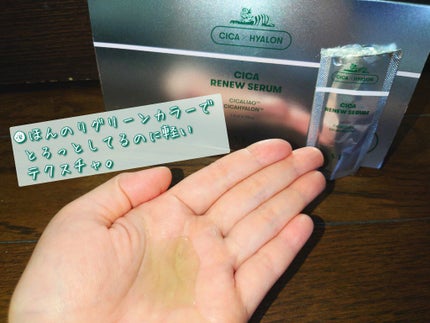 CICA × HYALON
CICA
RENEW SERUM
CICALIAO™
CICAHYALON™
CICA × HYALON
CICA
RENEW SERUM
ほんのりグリーンカラーで
とろっとしてるのに軽い
テクスチャ。